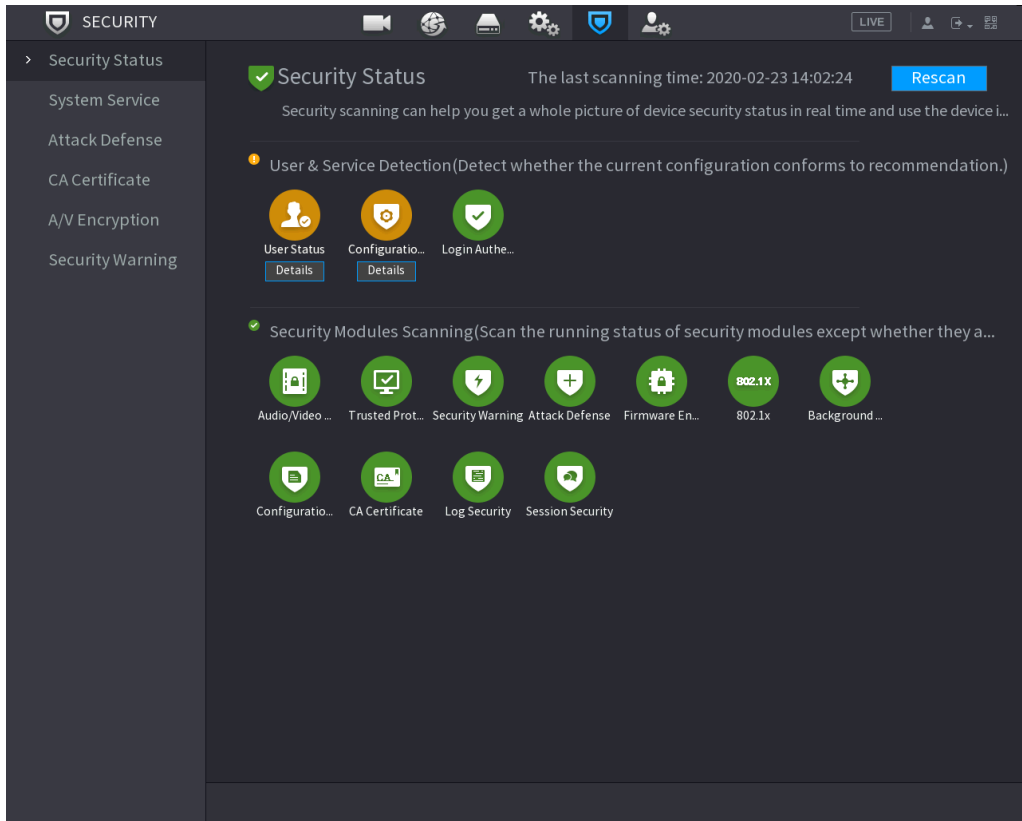 SECURITY
LIVE
Security Status
System Service
Attack Defense
CA Certificate
A/V Encryption
Security Warning
Security Status The last scanning time: 2020-02-23 14:02:24 Rescan
Security scanning can help you get a whole picture of device security status in real time and use the device i...
User & Service Detection(Detect whether the current configuration conforms to recommendation.)
User Status Configuratio... Login Authe...
Details Details
Security Modules Scanning(Scan the running status of security modules except whether they a...
802.1X
Audio/Video ... Trusted Prot... Security Warning Attack Defense Firmware En... 802.1x Background ...
CA
Configuratio... CA Certificate Log Security Session Security